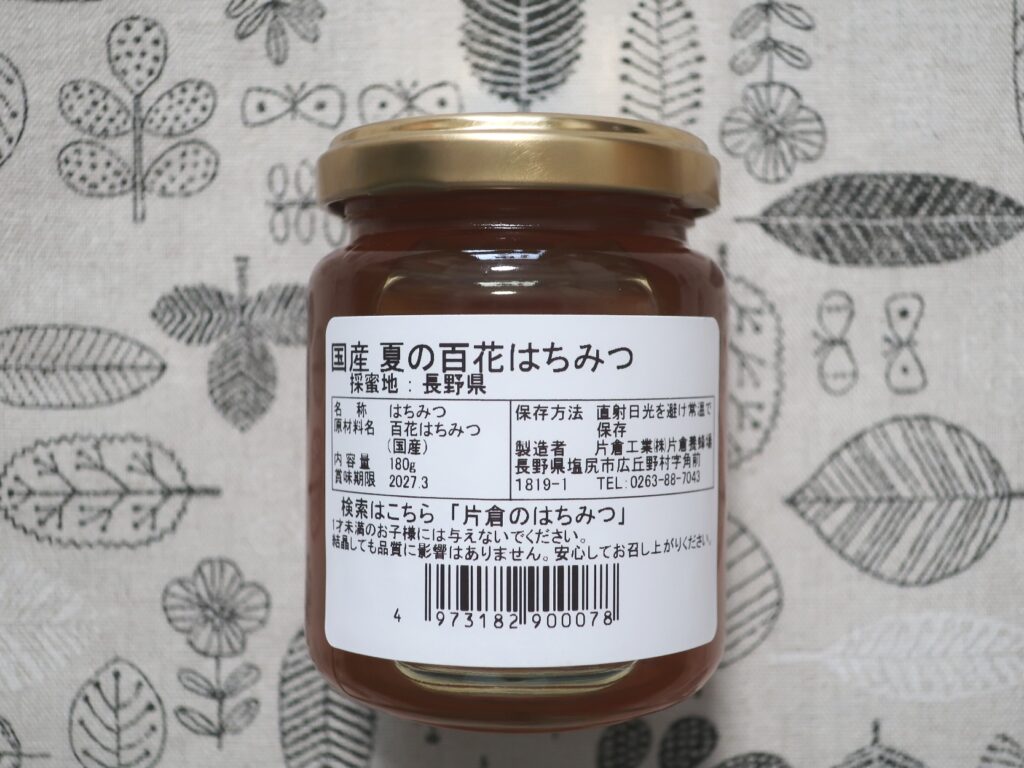 国産 夏の百花はちみつ
採蜜地：長野県
名　称　はちみつ
原材料名　百花はちみつ
（国産）
内容量　180g
賞味期限　2027.3
保存方法　直射日光を避け常温で
保存
製造者　片倉工業㈱片倉養蜂場
長野県塩尻市広丘野村字角前
1819-1　TEL:0263-88-7043
検索はこちら「片倉のはちみつ」
1才未満のお子様には与えないでください。
結晶しても品質に影響はありません。安心してお召し上がりください。
4 973182 900078